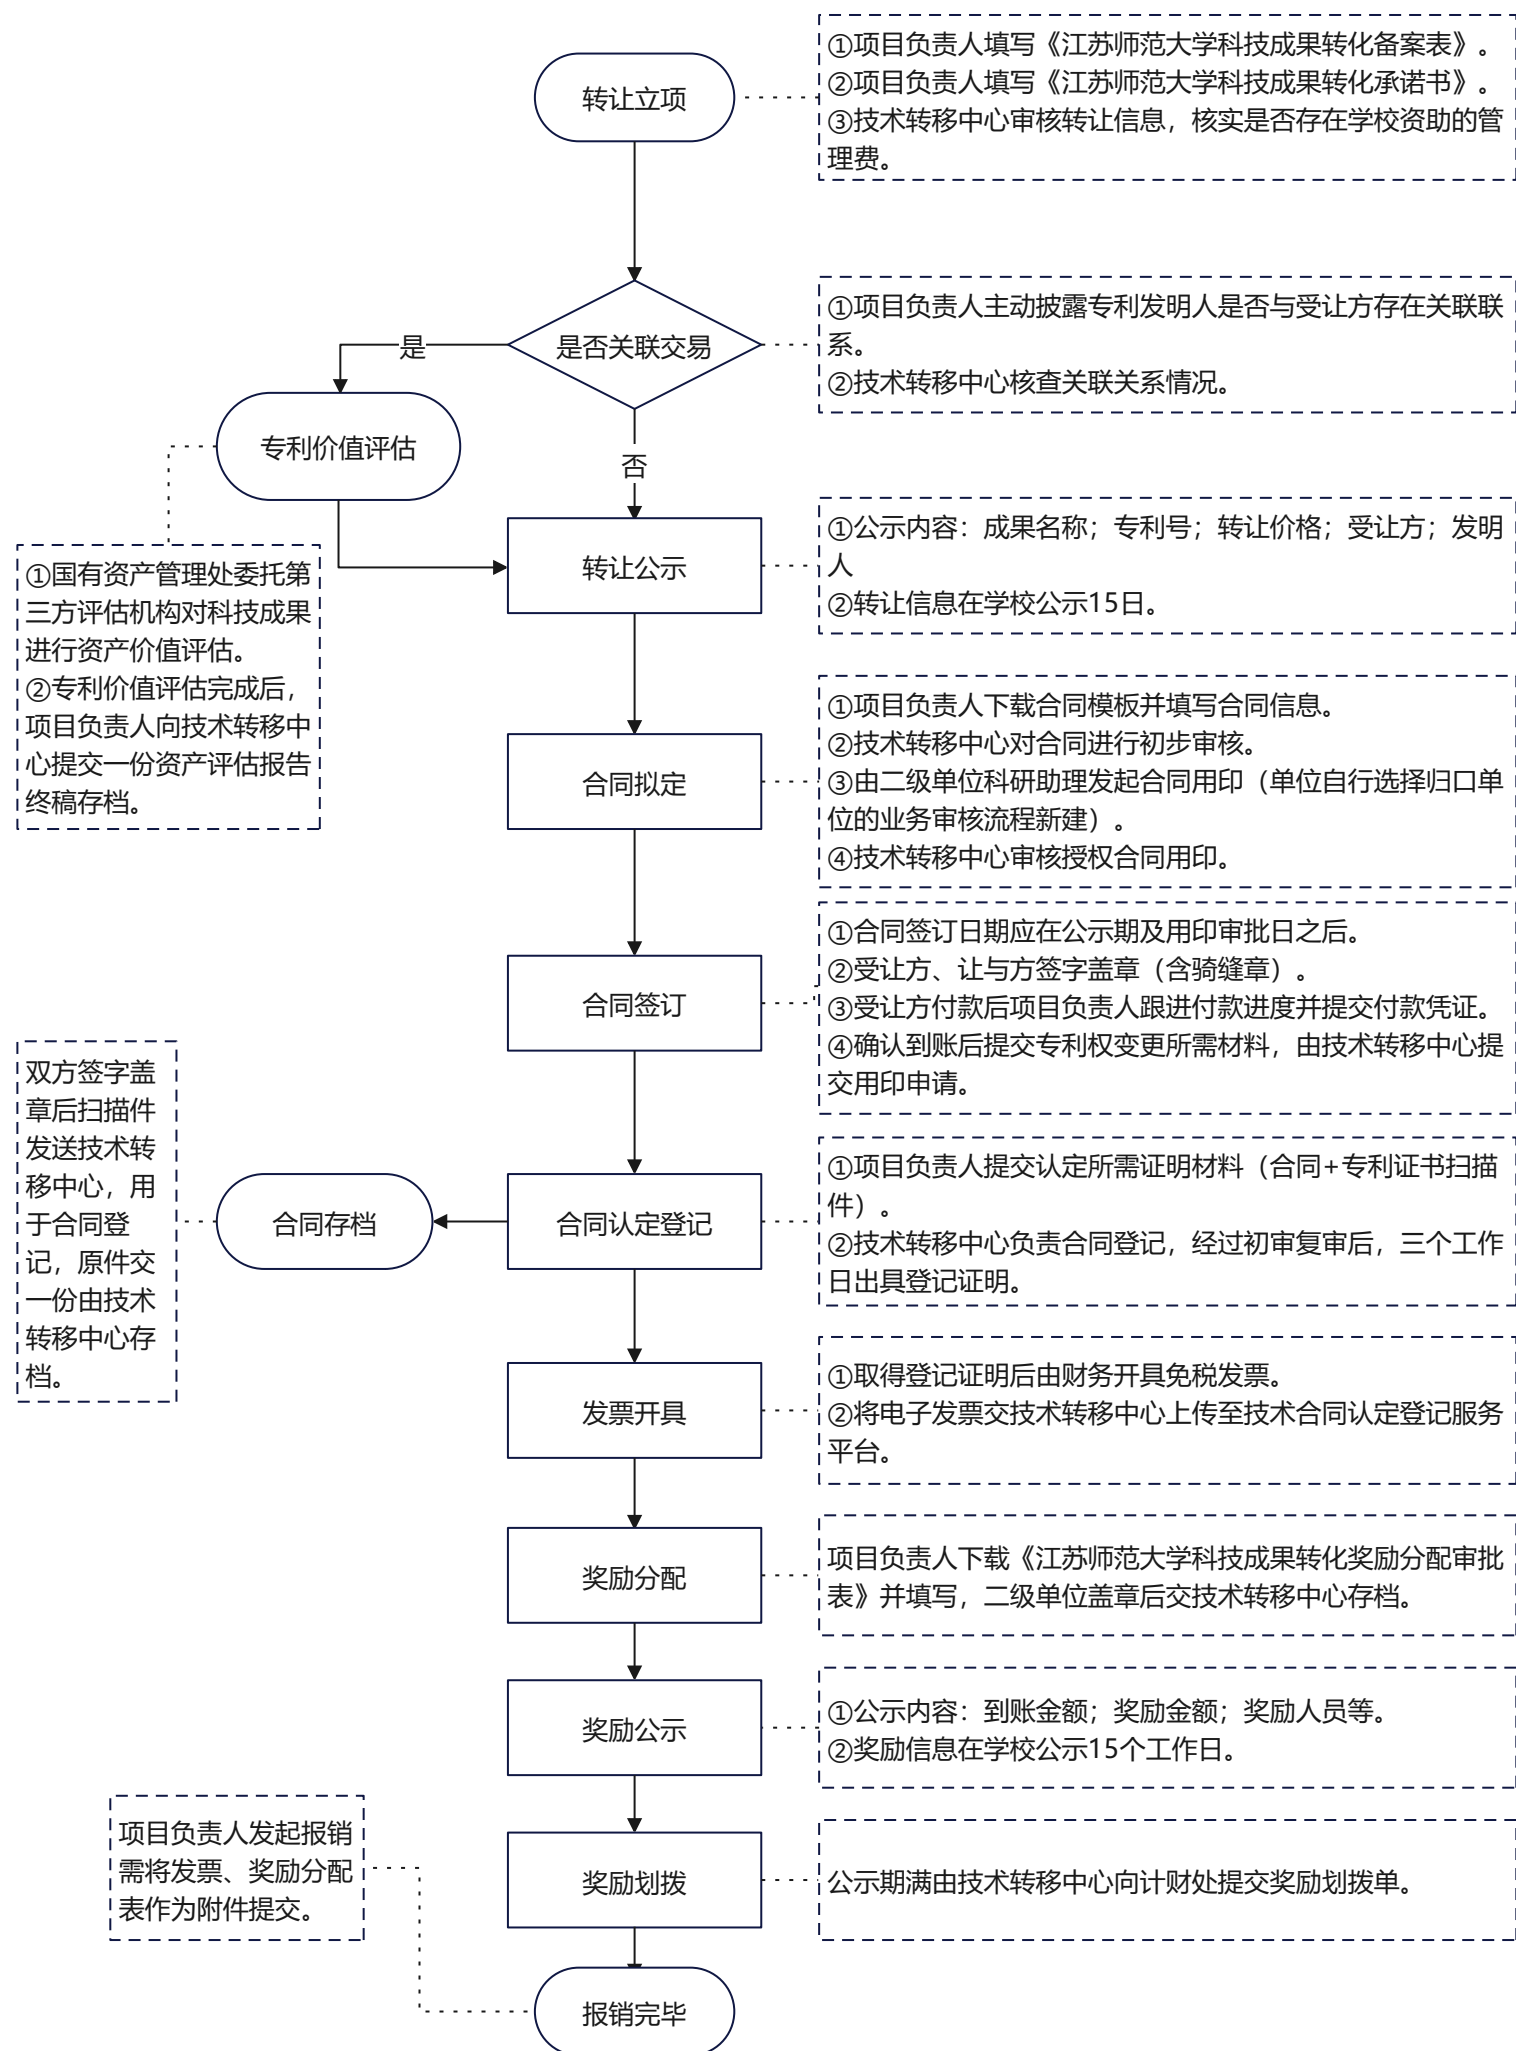 转让立项
①项目负责人填写《江苏师范大学科技成果转化备案表》。
②项目负责人填写《江苏师范大学科技成果转化承诺书》。
③技术转移中心审核转让信息，核实是否存在学校资助的管
理费。
是否关联交易
①项目负责人主动披露专利发明人是否与受让方存在关联联
系。
②技术转移中心核查关联关系情况。
是
否
专利价值评估
①国有资产管理处委托第
三方评估机构对科技成果
进行资产价值评估。
②专利价值评估完成后，
项目负责人向技术转移中
心提交一份资产评估报告
终稿存档。
转让公示
①公示内容：成果名称；专利号；转让价格；受让方；发明
人
②转让信息在学校公示15日。
合同拟定
①项目负责人下载合同模板并填写合同信息。
②技术转移中心对合同进行初步审核。
③由二级单位科研助理发起合同用印（单位自行选择归口单
位的业务审核流程新建）。
④技术转移中心审核授权合同用印。
合同签订
①合同签订日期应在公示期及用印审批日之后。
②受让方、让与方签字盖章（含骑缝章）。
③受让方付款后项目负责人跟进付款进度并提交付款凭证。
④确认到账后提交专利权变更所需材料，由技术转移中心提
交用印申请。
合同认定登记
①项目负责人提交认定所需证明材料（合同+专利证书扫描
件）。
②技术转移中心负责合同登记，经过初审复审后，三个工作
日出具登记证明。
合同存档
双方签字盖
章后扫描件
发送技术转
移中心，用
于合同登
记，原件交
一份由技术
转移中心存
档。
发票开具
①取得登记证明后由财务开具免税发票。
②将电子发票交技术转移中心上传至技术合同认定登记服务
平台。
奖励分配
项目负责人下载《江苏师范大学科技成果转化奖励分配审批
表》并填写，二级单位盖章后交技术转移中心存档。
奖励公示
①公示内容：到账金额；奖励金额；奖励人员等。
②奖励信息在学校公示15个工作日。
奖励划拨
公示期满由技术转移中心向计财处提交奖励划拨单。
项目负责人发起报销
需将发票、奖励分配
表作为附件提交。
报销完毕